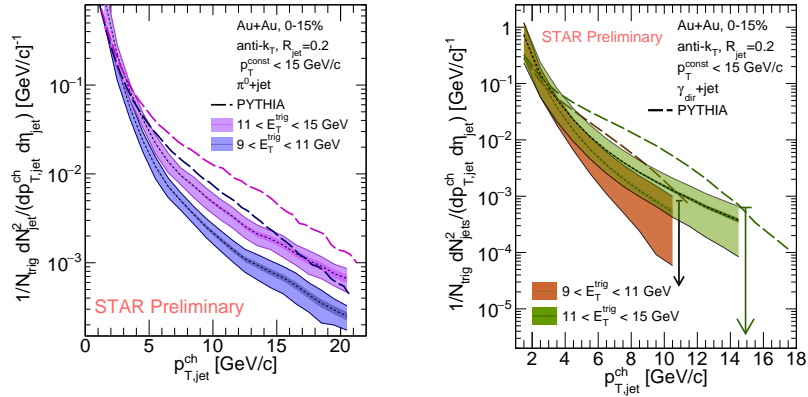 Au+Au, 0-15%
anti-k_T, R_jet=0.2
p_T^const < 15 GeV/c
π⁰+jet
PYTHIA
11 < E_T^trig < 15 GeV
9 < E_T^trig < 11 GeV
STAR Preliminary
1/N_trig dN²_jet/(dp^ch_T,jet dη_jet) [GeV/c]⁻¹
10⁻¹
10⁻²
10⁻³
0 5 10 15 20
p^ch_T,jet [GeV/c]
Au+Au, 0-15%
STAR Preliminary
anti-k_T, R_jet=0.2
p_T^const < 15 GeV/c
γ_dir+jet
PYTHIA
9 < E_T^trig < 11 GeV
11 < E_T^trig < 15 GeV
1/N_trig dN²_jets/(dp^ch_T,jet dη_jet) [GeV/c]⁻¹
1
10⁻¹
10⁻²
10⁻³
10⁻⁴
10⁻⁵
2 4 6 8 10 12 14 16 18
p^ch_T,jet [GeV/c]